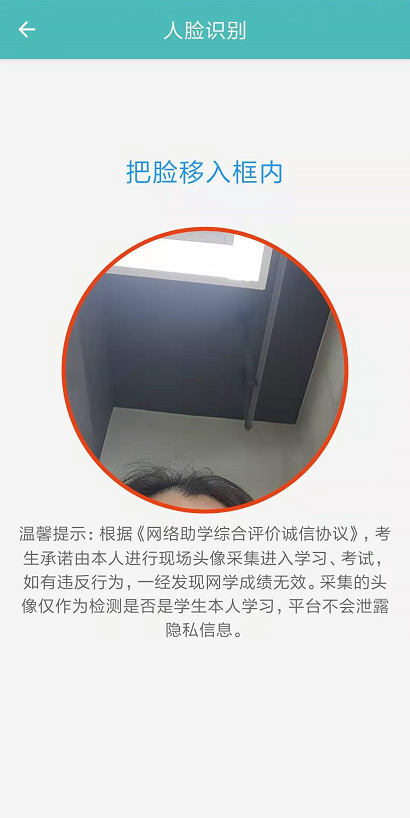 人脸识别
把脸移入框内
温馨提示：根据《网络助学综合评价诚信协议》，考
生承诺由本人进行现场头像采集进入学习、考试，
如有违反行为，一经发现网学成绩无效。采集的头
像仅作为检测是否是学生本人学习，平台不会泄露
隐私信息。